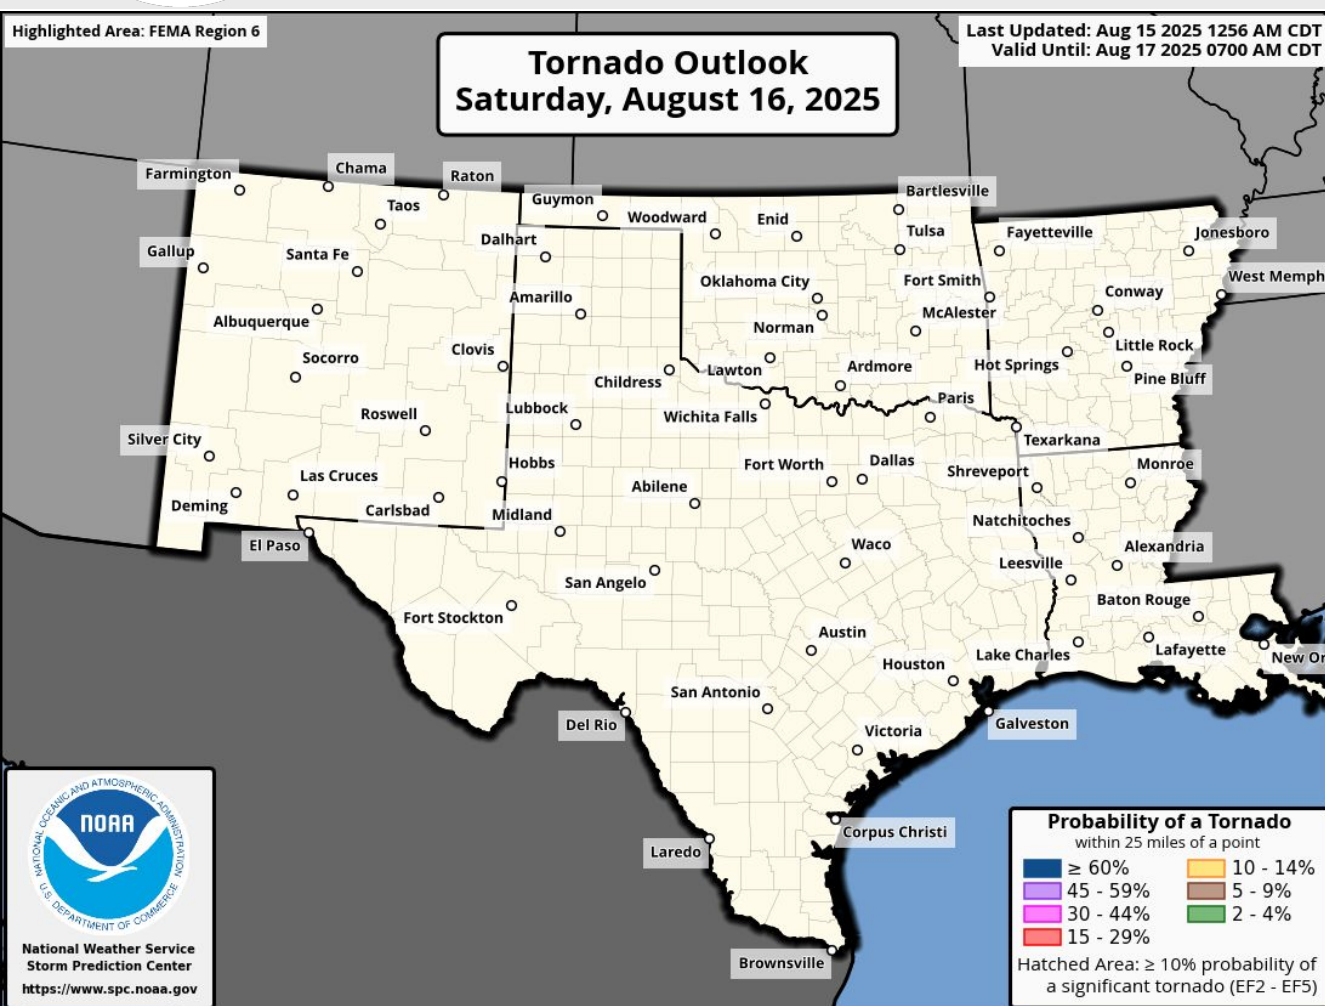 Highlighted Area: FEMA Region 6
Last Updated: Aug 15 2025 1256 AM CDT
Valid Until: Aug 17 2025 0700 AM CDT
Tornado Outlook
Saturday, August 16, 2025
Farmington
Chama
Raton
Taos
Guymon
Woodward
Enid
Bartlesville
Tulsa
Fayetteville
Jonesboro
Gallup
Santa Fe
Dalhart
Oklahoma City
Fort Smith
West Memph
Amarillo
Conway
Albuquerque
Norman
McAlester
Little Rock
Socorro
Clovis
Childress
Lawton
Ardmore
Hot Springs
Pine Bluff
Roswell
Lubbock
Wichita Falls
Paris
Texarkana
Silver City
Las Cruces
Hobbs
Abilene
Fort Worth
Dallas
Shreveport
Monroe
Deming
Carlsbad
Midland
Natchitoches
El Paso
San Angelo
Waco
Leesville
Alexandria
Fort Stockton
Austin
Baton Rouge
Houston
Lake Charles
Lafayette
New Or
San Antonio
Del Rio
Victoria
Galveston
Laredo
Corpus Christi
Brownsville
NATIONAL OCEANIC AND ATMOSPHERIC ADMINISTRATION
NOAA
U.S. DEPARTMENT OF COMMERCE
National Weather Service
Storm Prediction Center
https://www.spc.noaa.gov
Probability of a Tornado
within 25 miles of a point
≥ 60%
10 - 14%
45 - 59%
5 - 9%
30 - 44%
2 - 4%
15 - 29%
Hatched Area: ≥ 10% probability of
a significant tornado (EF2 - EF5)